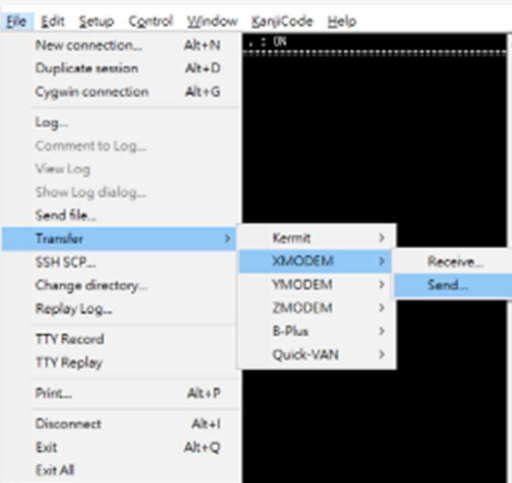 File Edit Setup Control Window KanjiCode Help
New connection... Alt+N
Duplicate session Alt+D
Cygwin connection Alt+G
Log...
Comment to Log...
View Log
Show Log dialog...
Send file...
Transfer >
SSH SCP...
Change directory...
Replay Log...
TTY Record
TTY Replay
Print... Alt+P
Disconnect Alt+I
Exit Alt+Q
Exit All
. : ON
Kermit >
XMODEM >
YMODEM >
ZMODEM >
B-Plus >
Quick-VAN >
Receive...
Send...